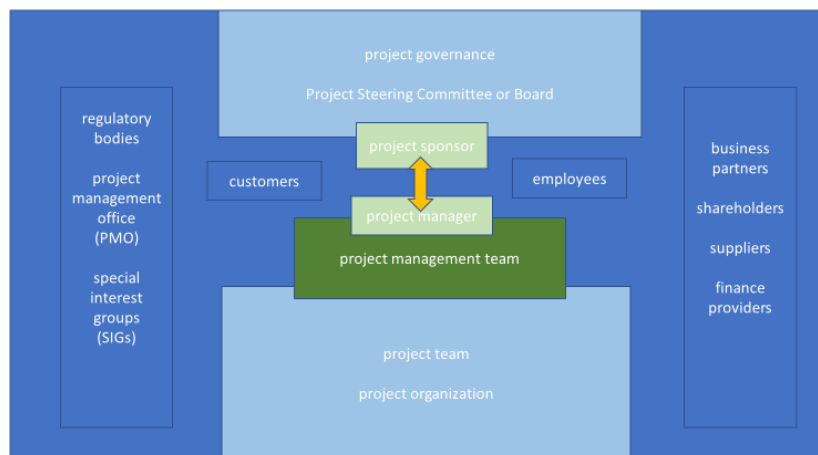 project governance
Project Steering Committee or Board
regulatory
bodies
project
management
office
(PMO)
special
interest
groups
(SIGs)
customers
project sponsor
employees
project manager
project management team
project team
project organization
business
partners
shareholders
suppliers
finance
providers